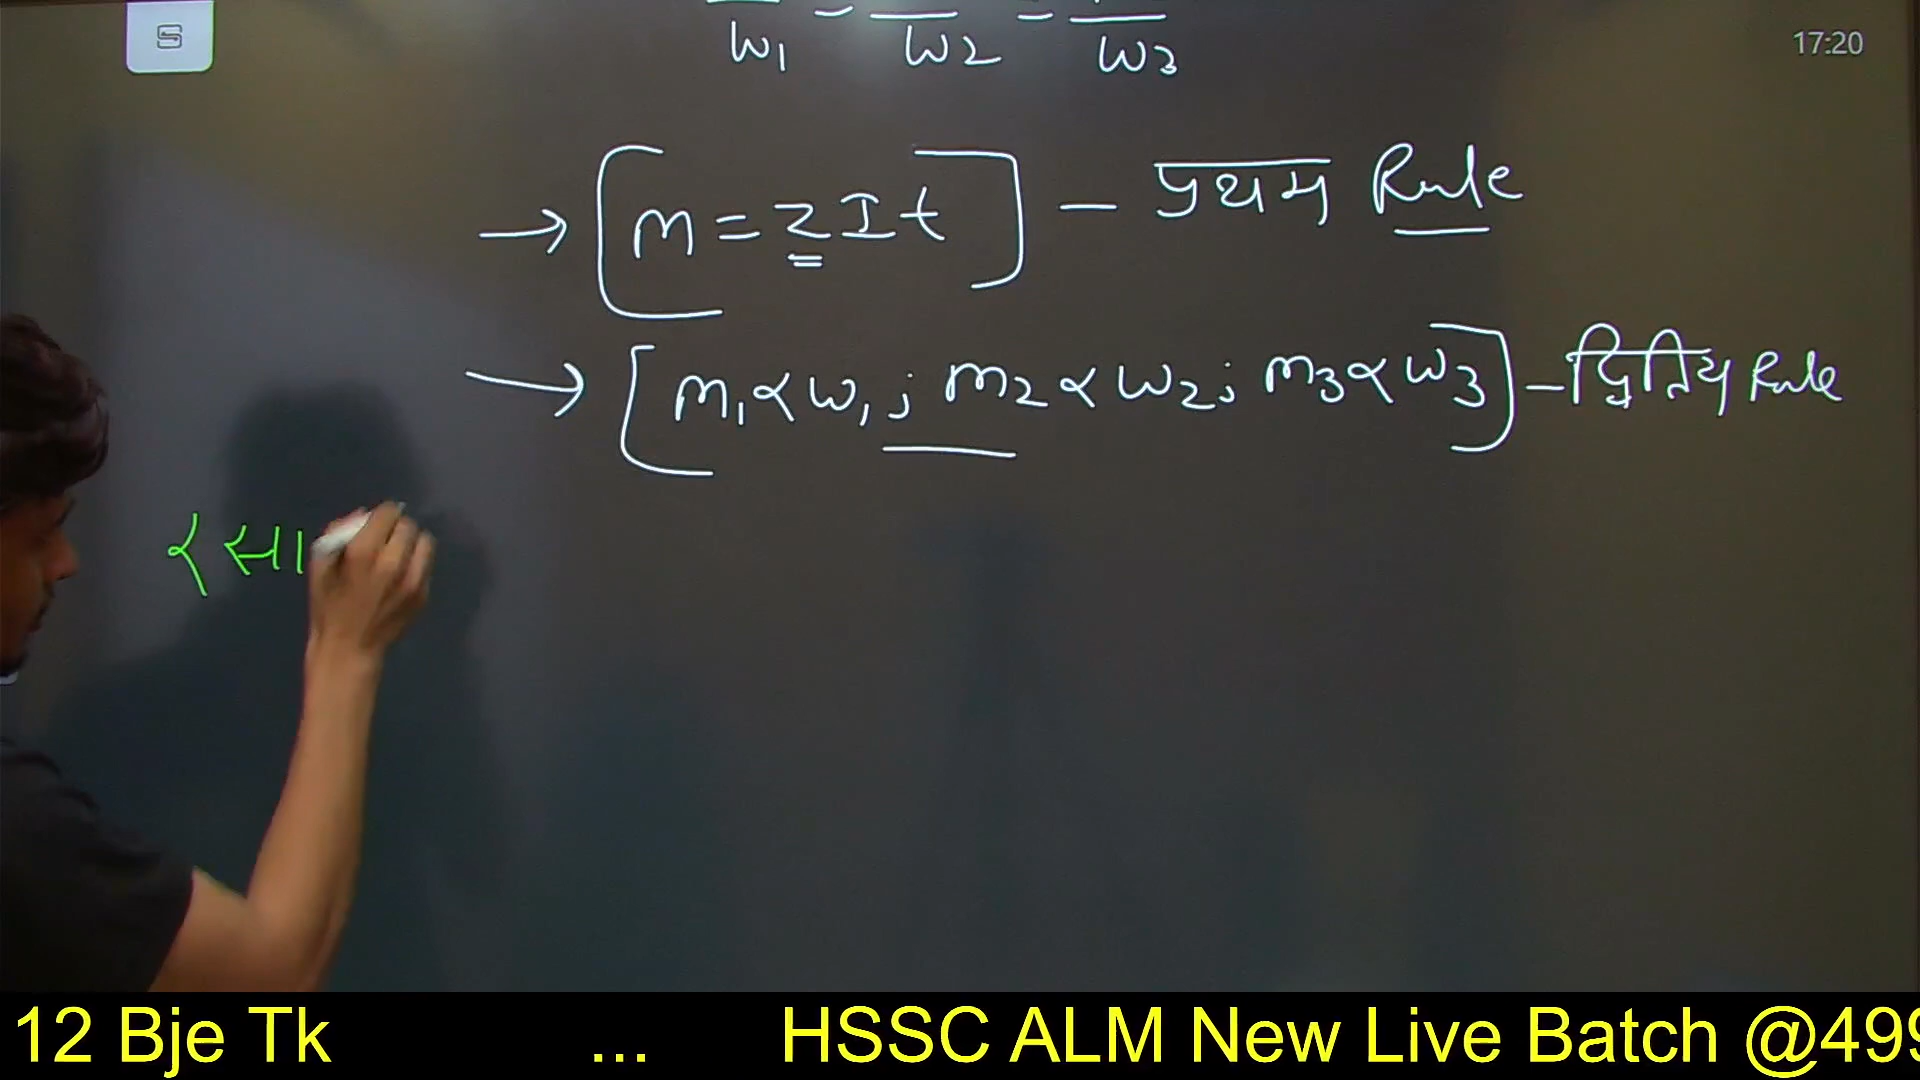 17:20
W1 = W2 = W3
→ [m = ZIt] – प्रथम Rule
→ [m1 ∝ W1; m2 ∝ W2; m3 ∝ W3] – द्वितिय Rule
{ सा
12 Bje Tk ... HSSC ALM New Live Batch @499